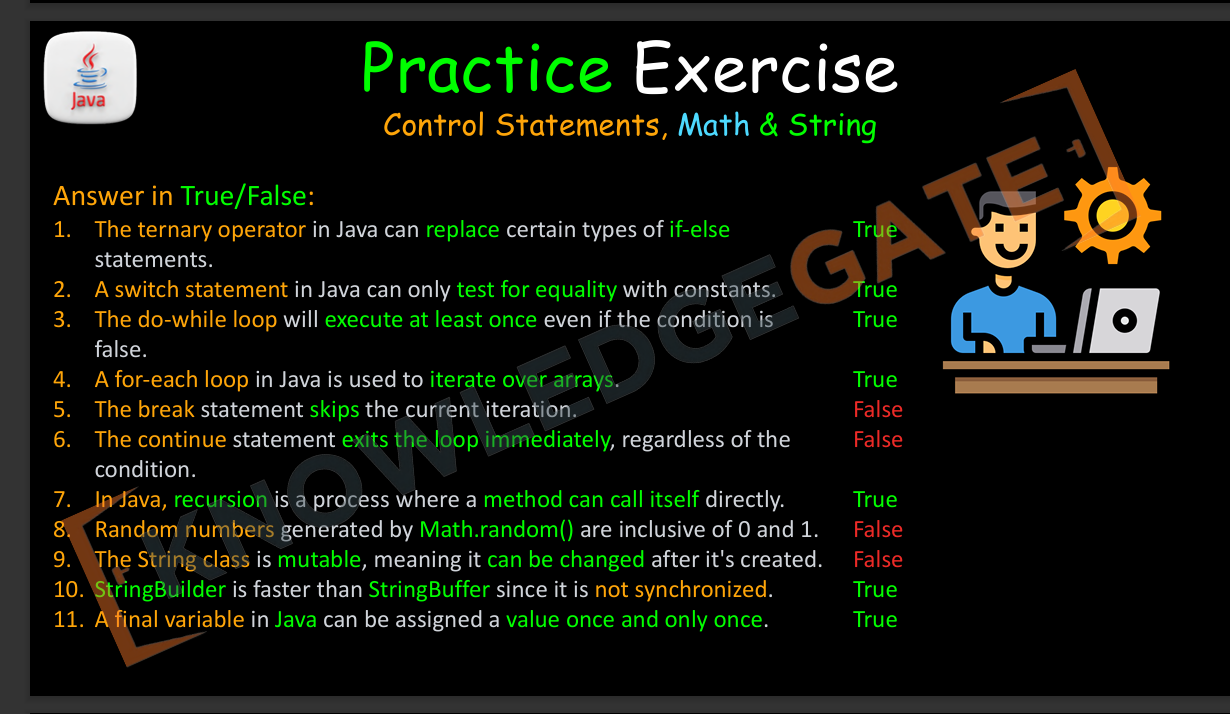 Java
Practice Exercise
Control Statements, Math & String
Answer in True/False:
1. The ternary operator in Java can replace certain types of if-else True
statements.
2. A switch statement in Java can only test for equality with constants. True
3. The do-while loop will execute at least once even if the condition is True
false.
4. A for-each loop in Java is used to iterate over arrays. True
5. The break statement skips the current iteration. False
6. The continue statement exits the loop immediately, regardless of the False
condition.
7. In Java, recursion is a process where a method can call itself directly. True
8. Random numbers generated by Math.random() are inclusive of 0 and 1. False
9. The String class is mutable, meaning it can be changed after it's created. False
10. StringBuilder is faster than StringBuffer since it is not synchronized. True
11. A final variable in Java can be assigned a value once and only once. True
KNOWLEDGEGATE